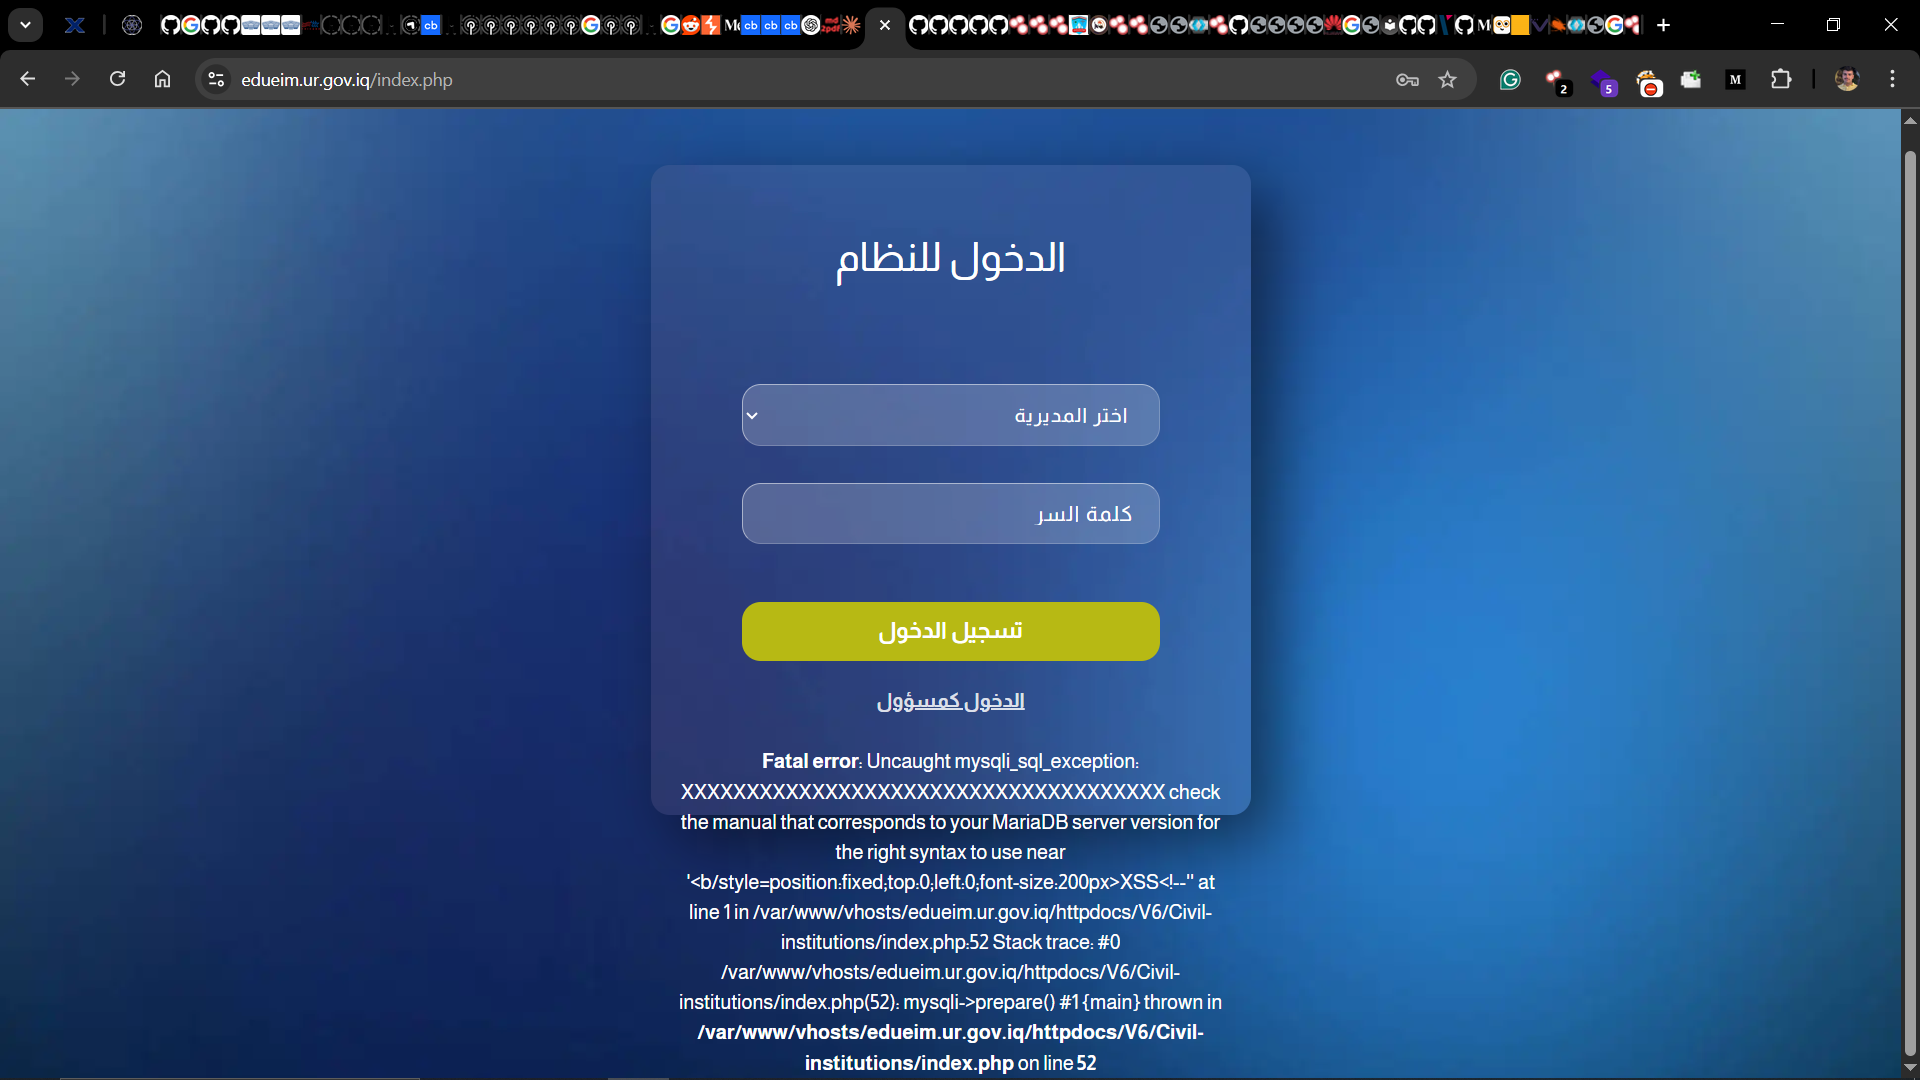 edueim.ur.gov.iq/index.php
2
5
M
الدخول للنظام
اختر المديرية
كلمة السر
تسجيل الدخول
الدخول كمسؤول
Fatal error: Uncaught mysqli_sql_exception:
XXXXXXXXXXXXXXXXXXXXXXXXXXXXXXXXXXXXX check
the manual that corresponds to your MariaDB server version for
the right syntax to use near
'<b/style=position:fixed;top:0;left:0;font-size:200px>XSS<!--'' at
line 1 in /var/www/vhosts/edueim.ur.gov.iq/httpdocs/V6/Civil-
institutions/index.php:52 Stack trace: #0
/var/www/vhosts/edueim.ur.gov.iq/httpdocs/V6/Civil-
institutions/index.php(52): mysqli->prepare() #1 {main} thrown in
/var/www/vhosts/edueim.ur.gov.iq/httpdocs/V6/Civil-
institutions/index.php on line 52